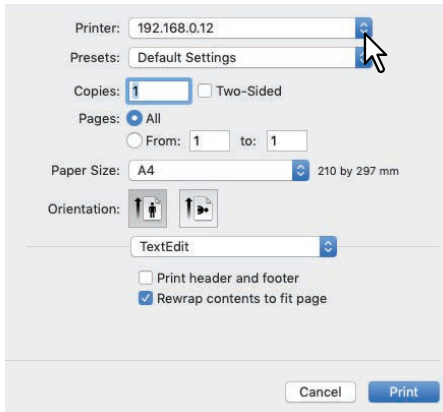 Printer: 192.168.0.12
Presets: Default Settings
Copies: 1 Two-Sided
Pages: All
From: 1 to: 1
Paper Size: A4 210 by 297 mm
Orientation:
TextEdit
Print header and footer
Rewrap contents to fit page
Cancel Print